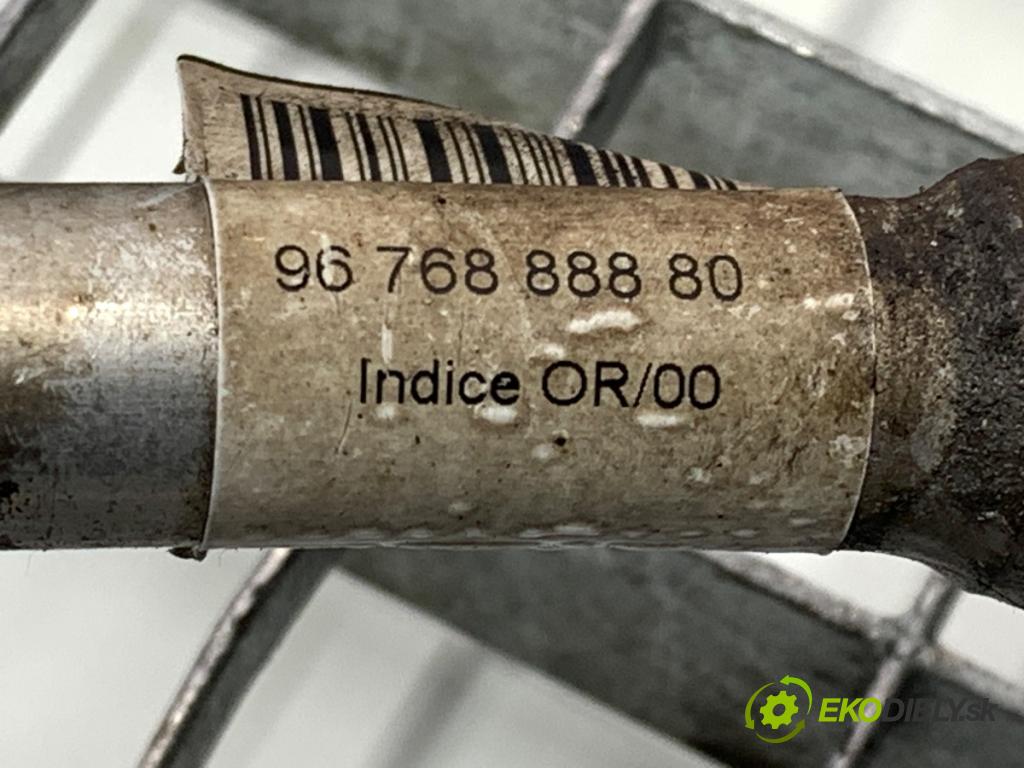 96 768 888 80
Indice OR/00
EKODIELY.sk